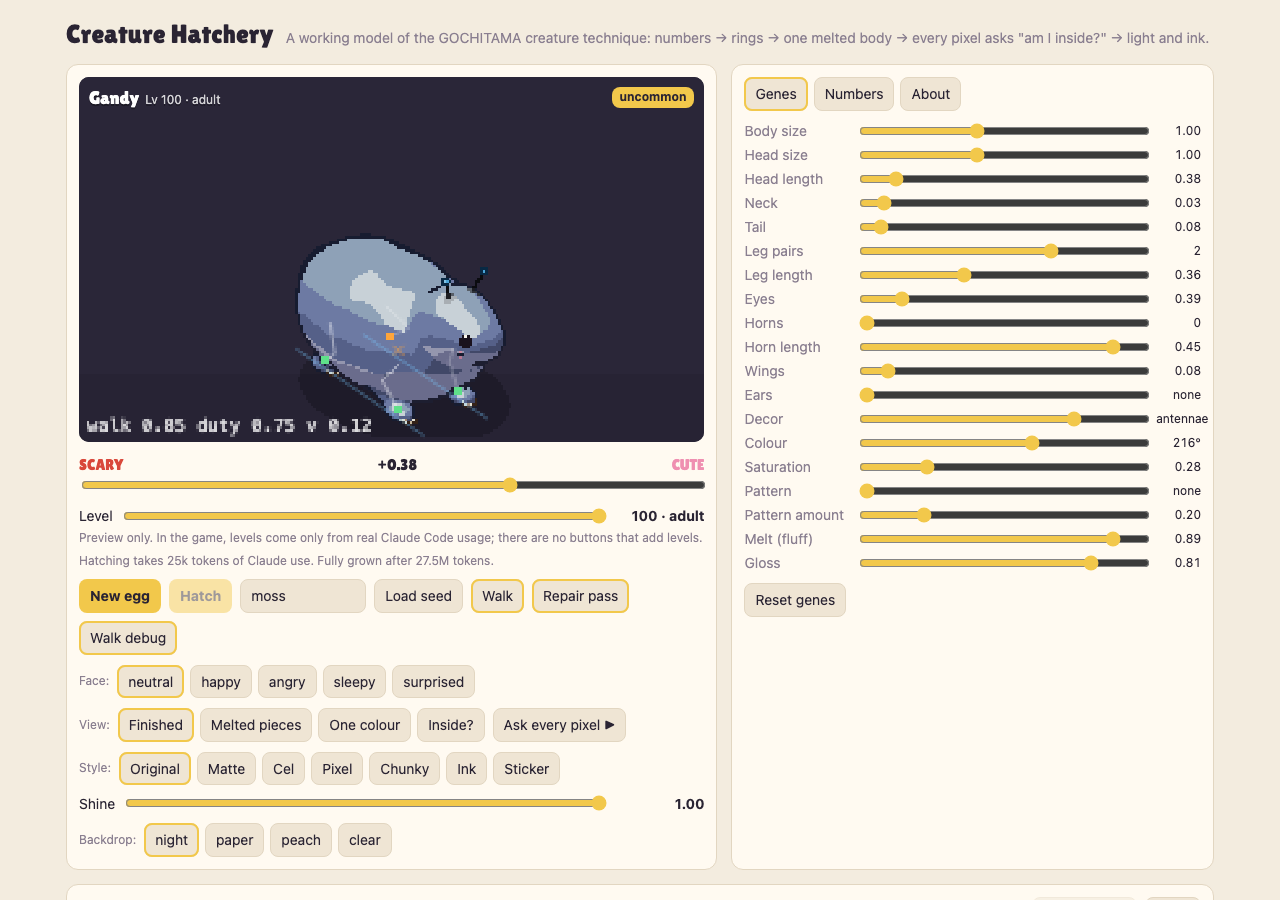 Creature Hatchery A working model of the GOCHITAMA creature technique: numbers → rings → one melted body → every pixel asks "am I inside?" → light and ink.
Gandy Lv 100 · adult uncommon
walk 0.85 duty 0.75 v 0.12
SCARY +0.38 CUTE
Level 100 · adult
Preview only. In the game, levels come only from real Claude Code usage; there are no buttons that add levels.
Hatching takes 25k tokens of Claude use. Fully grown after 27.5M tokens.
New egg Hatch moss Load seed Walk Repair pass
Walk debug
Face: neutral happy angry sleepy surprised
View: Finished Melted pieces One colour Inside? Ask every pixel ▶
Style: Original Matte Cel Pixel Chunky Ink Sticker
Shine 1.00
Backdrop: night paper peach clear
Genes Numbers About
Body size 1.00
Head size 1.00
Head length 0.38
Neck 0.03
Tail 0.08
Leg pairs 2
Leg length 0.36
Eyes 0.39
Horns 0
Horn length 0.45
Wings 0.08
Ears none
Decor antennae
Colour 216°
Saturation 0.28
Pattern none
Pattern amount 0.20
Melt (fluff) 0.89
Gloss 0.81
Reset genes